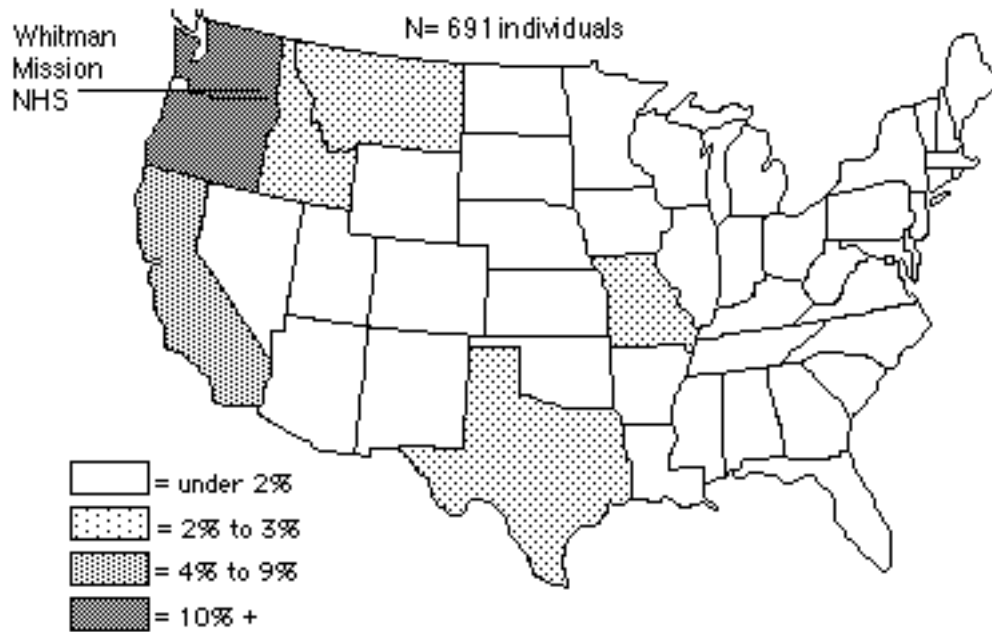 N= 691 individuals
Whitman
Mission
NHS
= under 2%
= 2% to 3%
= 4% to 9%
= 10% +